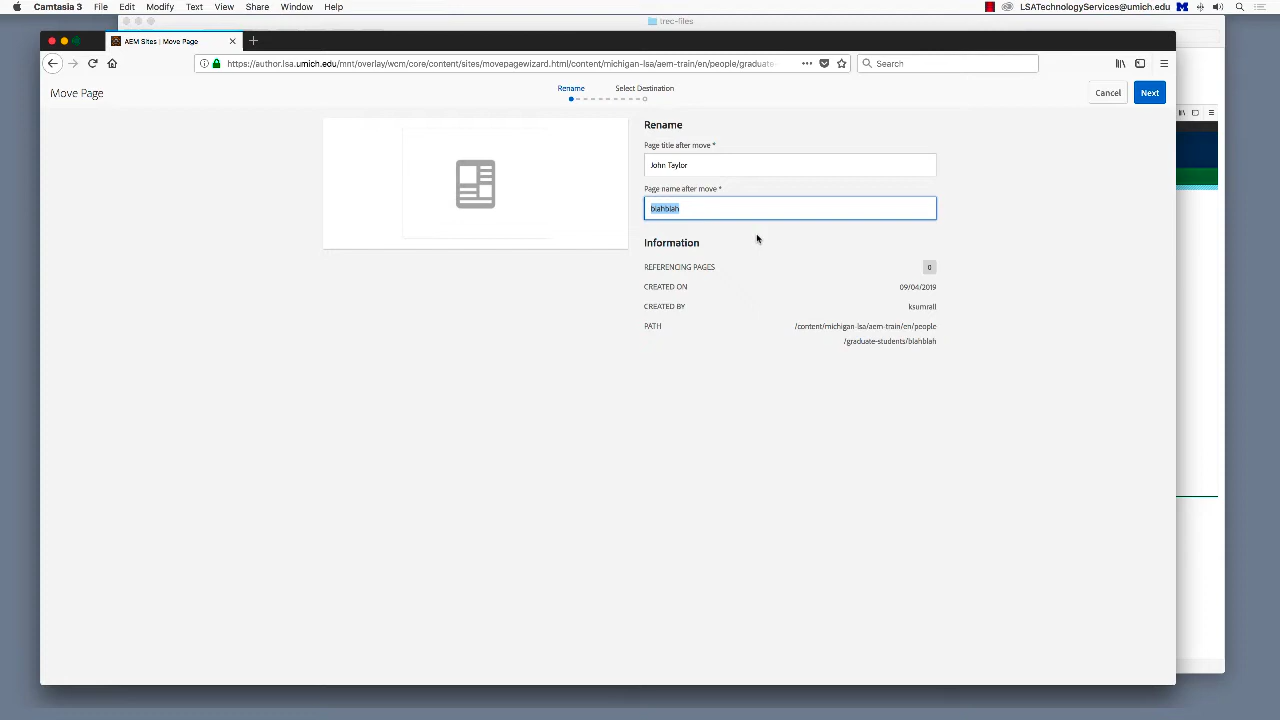 Camtasia 3 File Edit Modify Text View Share Window Help LSATechnologyServices@umich.edu
trec-files
AEM Sites | Move Page
https://author.lsa.umich.edu/mnt/overlay/wcm/core/content/sites/movepagewizard.html/content/michigan-lsa/aem-train/en/people/graduate- Search
Move Page Rename Select Destination Cancel Next
Rename
Page title after move *
John Taylor
Page name after move *
blahblah
Information
REFERENCING PAGES 0
CREATED ON 09/04/2019
CREATED BY ksumrall
PATH /content/michigan-lsa/aem-train/en/people
/graduate-students/blahblah